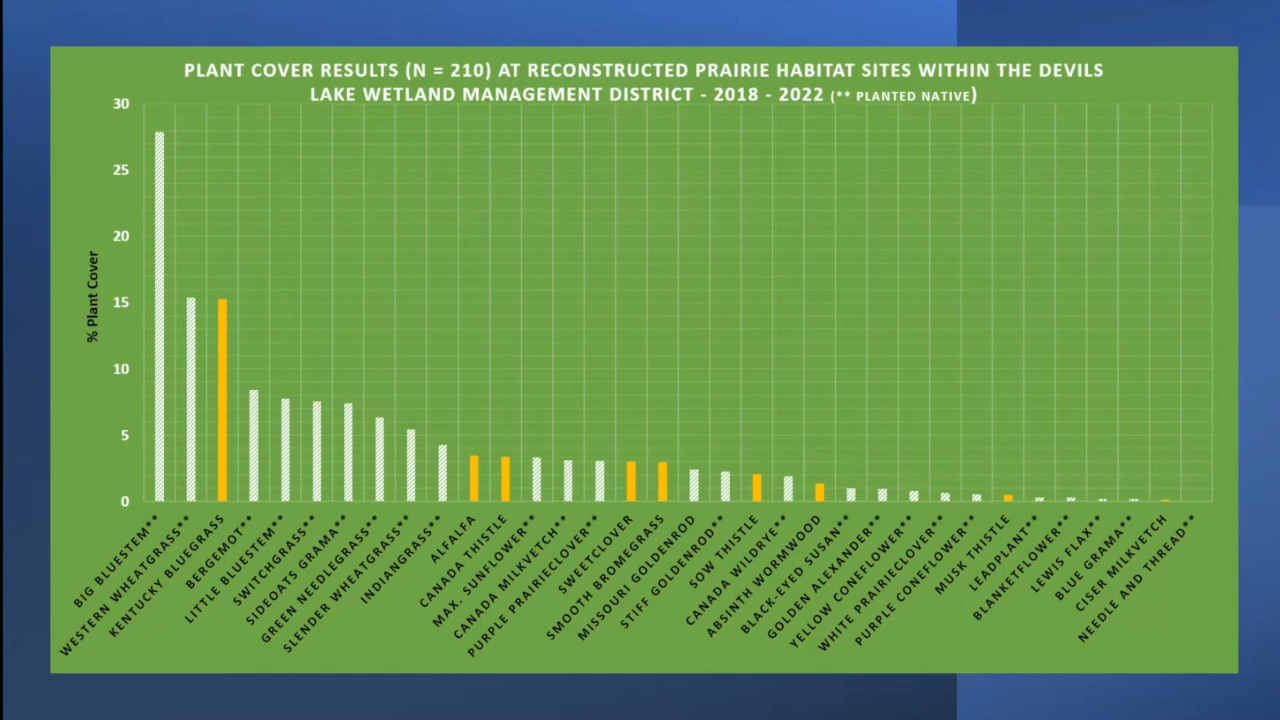 PLANT COVER RESULTS (N = 210) AT RECONSTRUCTED PRAIRIE HABITAT SITES WITHIN THE DEVILS
LAKE WETLAND MANAGEMENT DISTRICT - 2018 - 2022 (** PLANTED NATIVE)
% Plant Cover
30
25
20
15
10
5
0
BIG BLUESTEM**
WESTERN WHEATGRASS**
KENTUCKY BLUEGRASS
BERGEMOT**
LITTLE BLUESTEM**
SWITCHGRASS**
SIDEOATS GRAMA**
GREEN NEEDLEGRASS**
SLENDER WHEATGRASS**
INDIANGRASS**
ALFALFA
CANADA THISTLE
MAX. SUNFLOWER**
CANADA MILKVETCH**
PURPLE PRAIRIECLOVER**
SWEETCLOVER
SMOOTH BROMEGRASS
MISSOURI GOLDENROD
STIFF GOLDENROD**
SOW THISTLE
CANADA WILDRYE**
ABSINTH WORMWOOD
BLACK-EYED SUSAN**
GOLDEN ALEXANDER**
YELLOW CONEFLOWER**
WHITE PRAIRIECLOVER**
PURPLE CONEFLOWER**
MUSK THISTLE
LEADPLANT**
BLANKETFLOWER**
LEWIS FLAX**
BLUE GRAMA**
CISER MILKVETCH
NEEDLE AND THREAD**